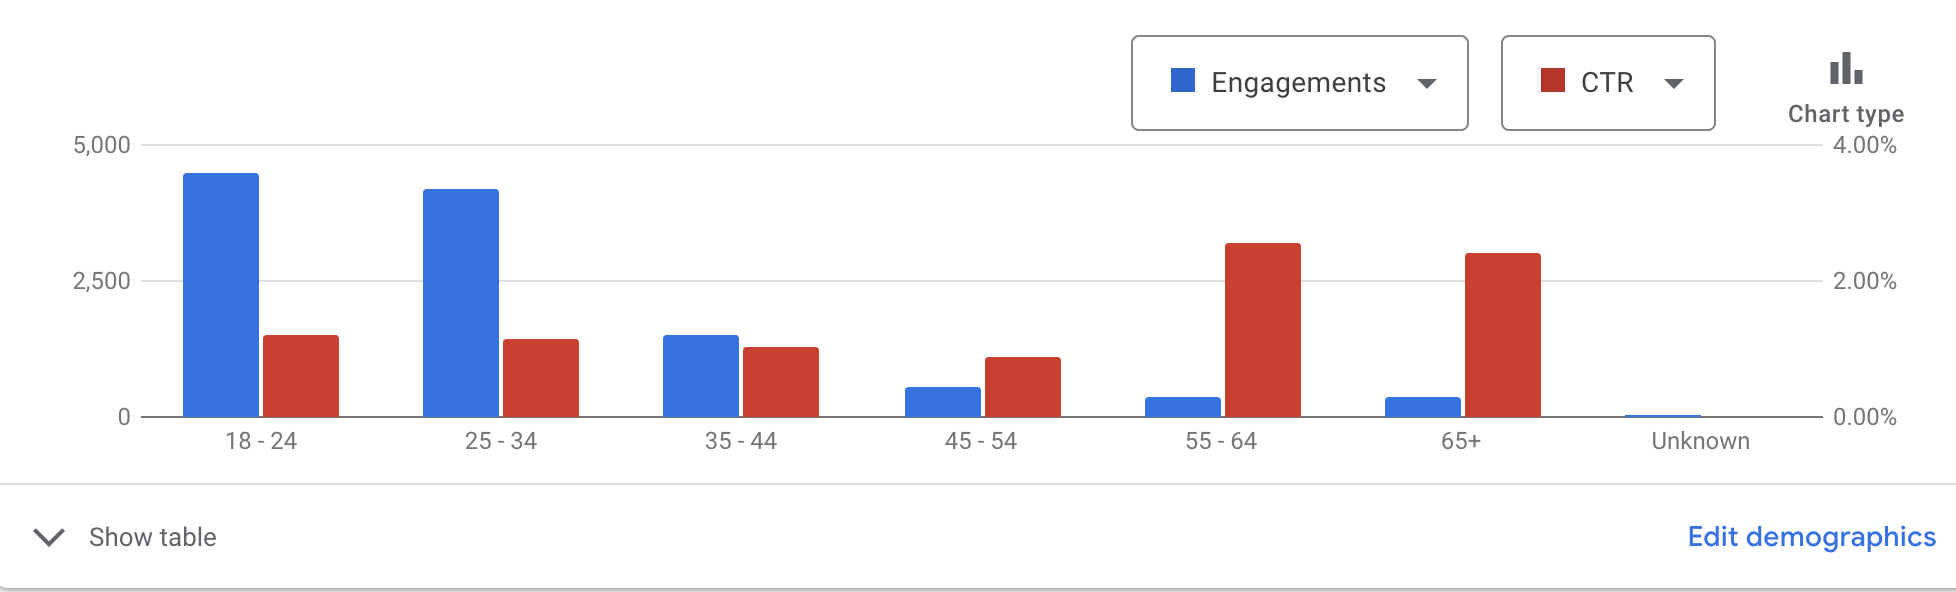 Engagements
CTR
Chart type
5,000
4.00%
2,500
2.00%
0
0.00%
18 - 24
25 - 34
35 - 44
45 - 54
55 - 64
65+
Unknown
Show table
Edit demographics